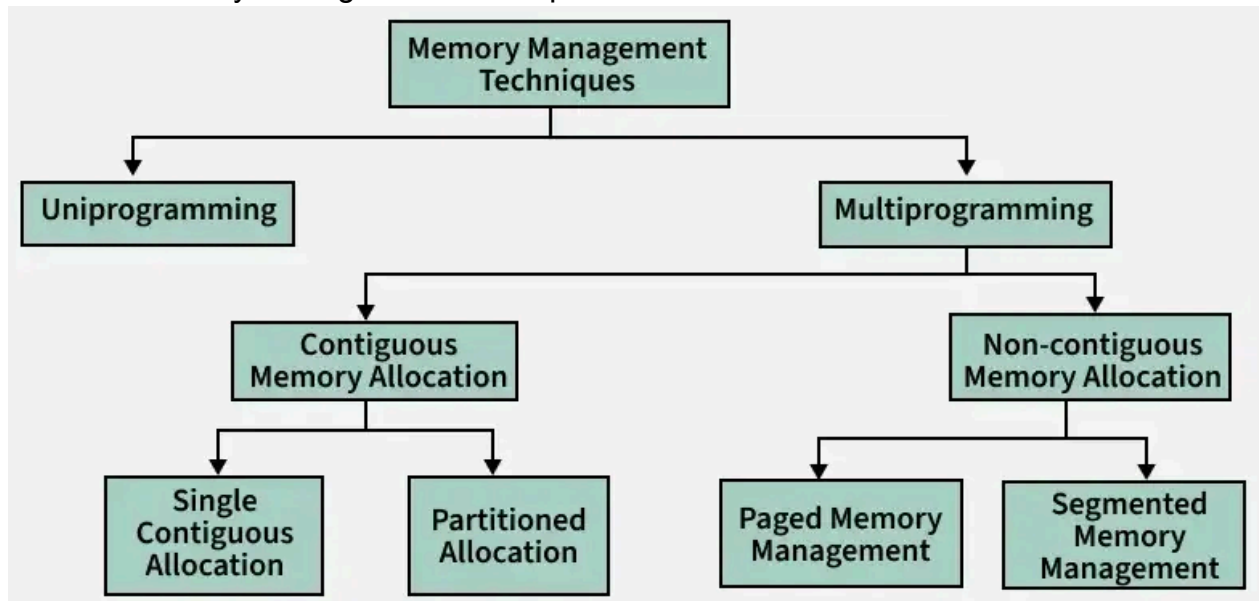 Memory Management
Techniques
Uniprogramming
Multiprogramming
Contiguous
Memory Allocation
Non-contiguous
Memory Allocation
Single
Contiguous
Allocation
Partitioned
Allocation
Paged Memory
Management
Segmented
Memory
Management